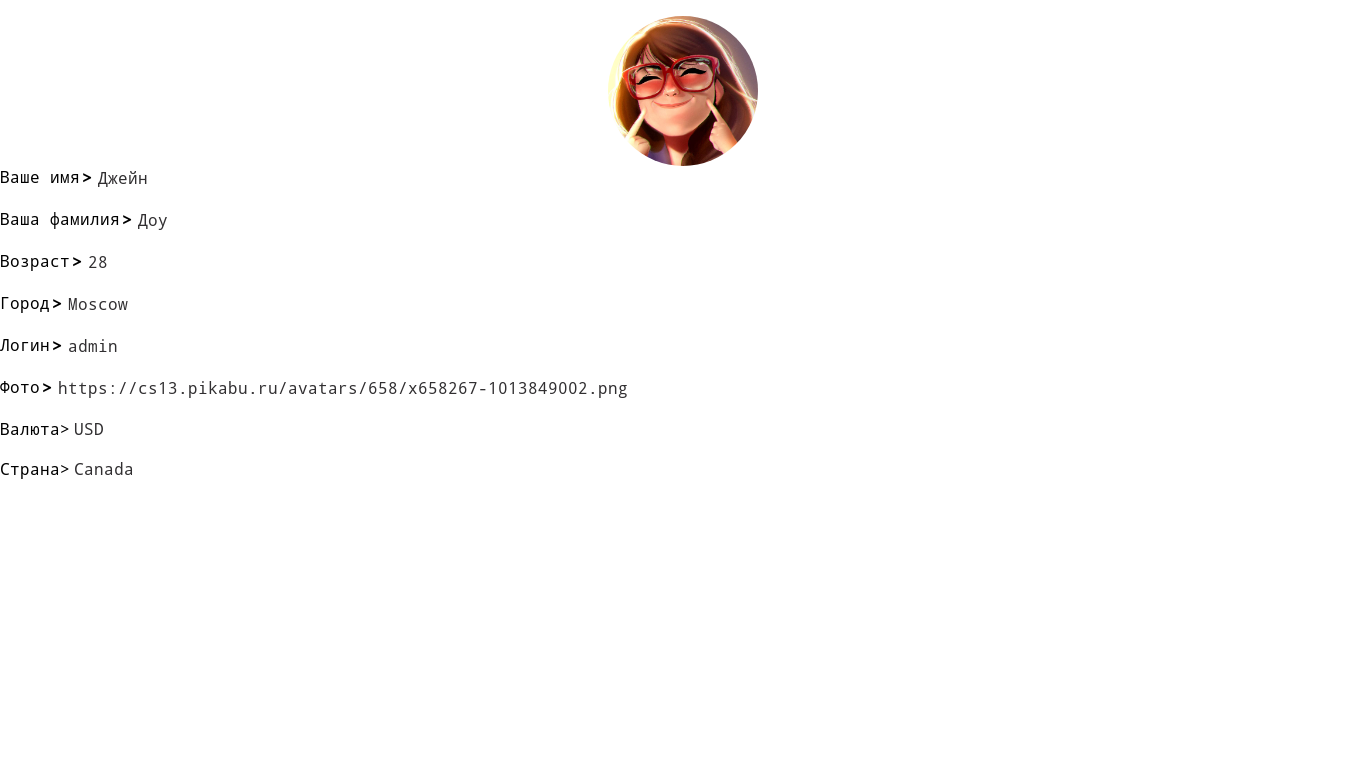 Ваше имя> Джейн
Ваша фамилия> Доу
Возраст> 28
Город> Moscow
Логин> admin
Фото> https://cs13.pikabu.ru/avatars/658/x658267-1013849002.png
Валюта> USD
Страна> Canada